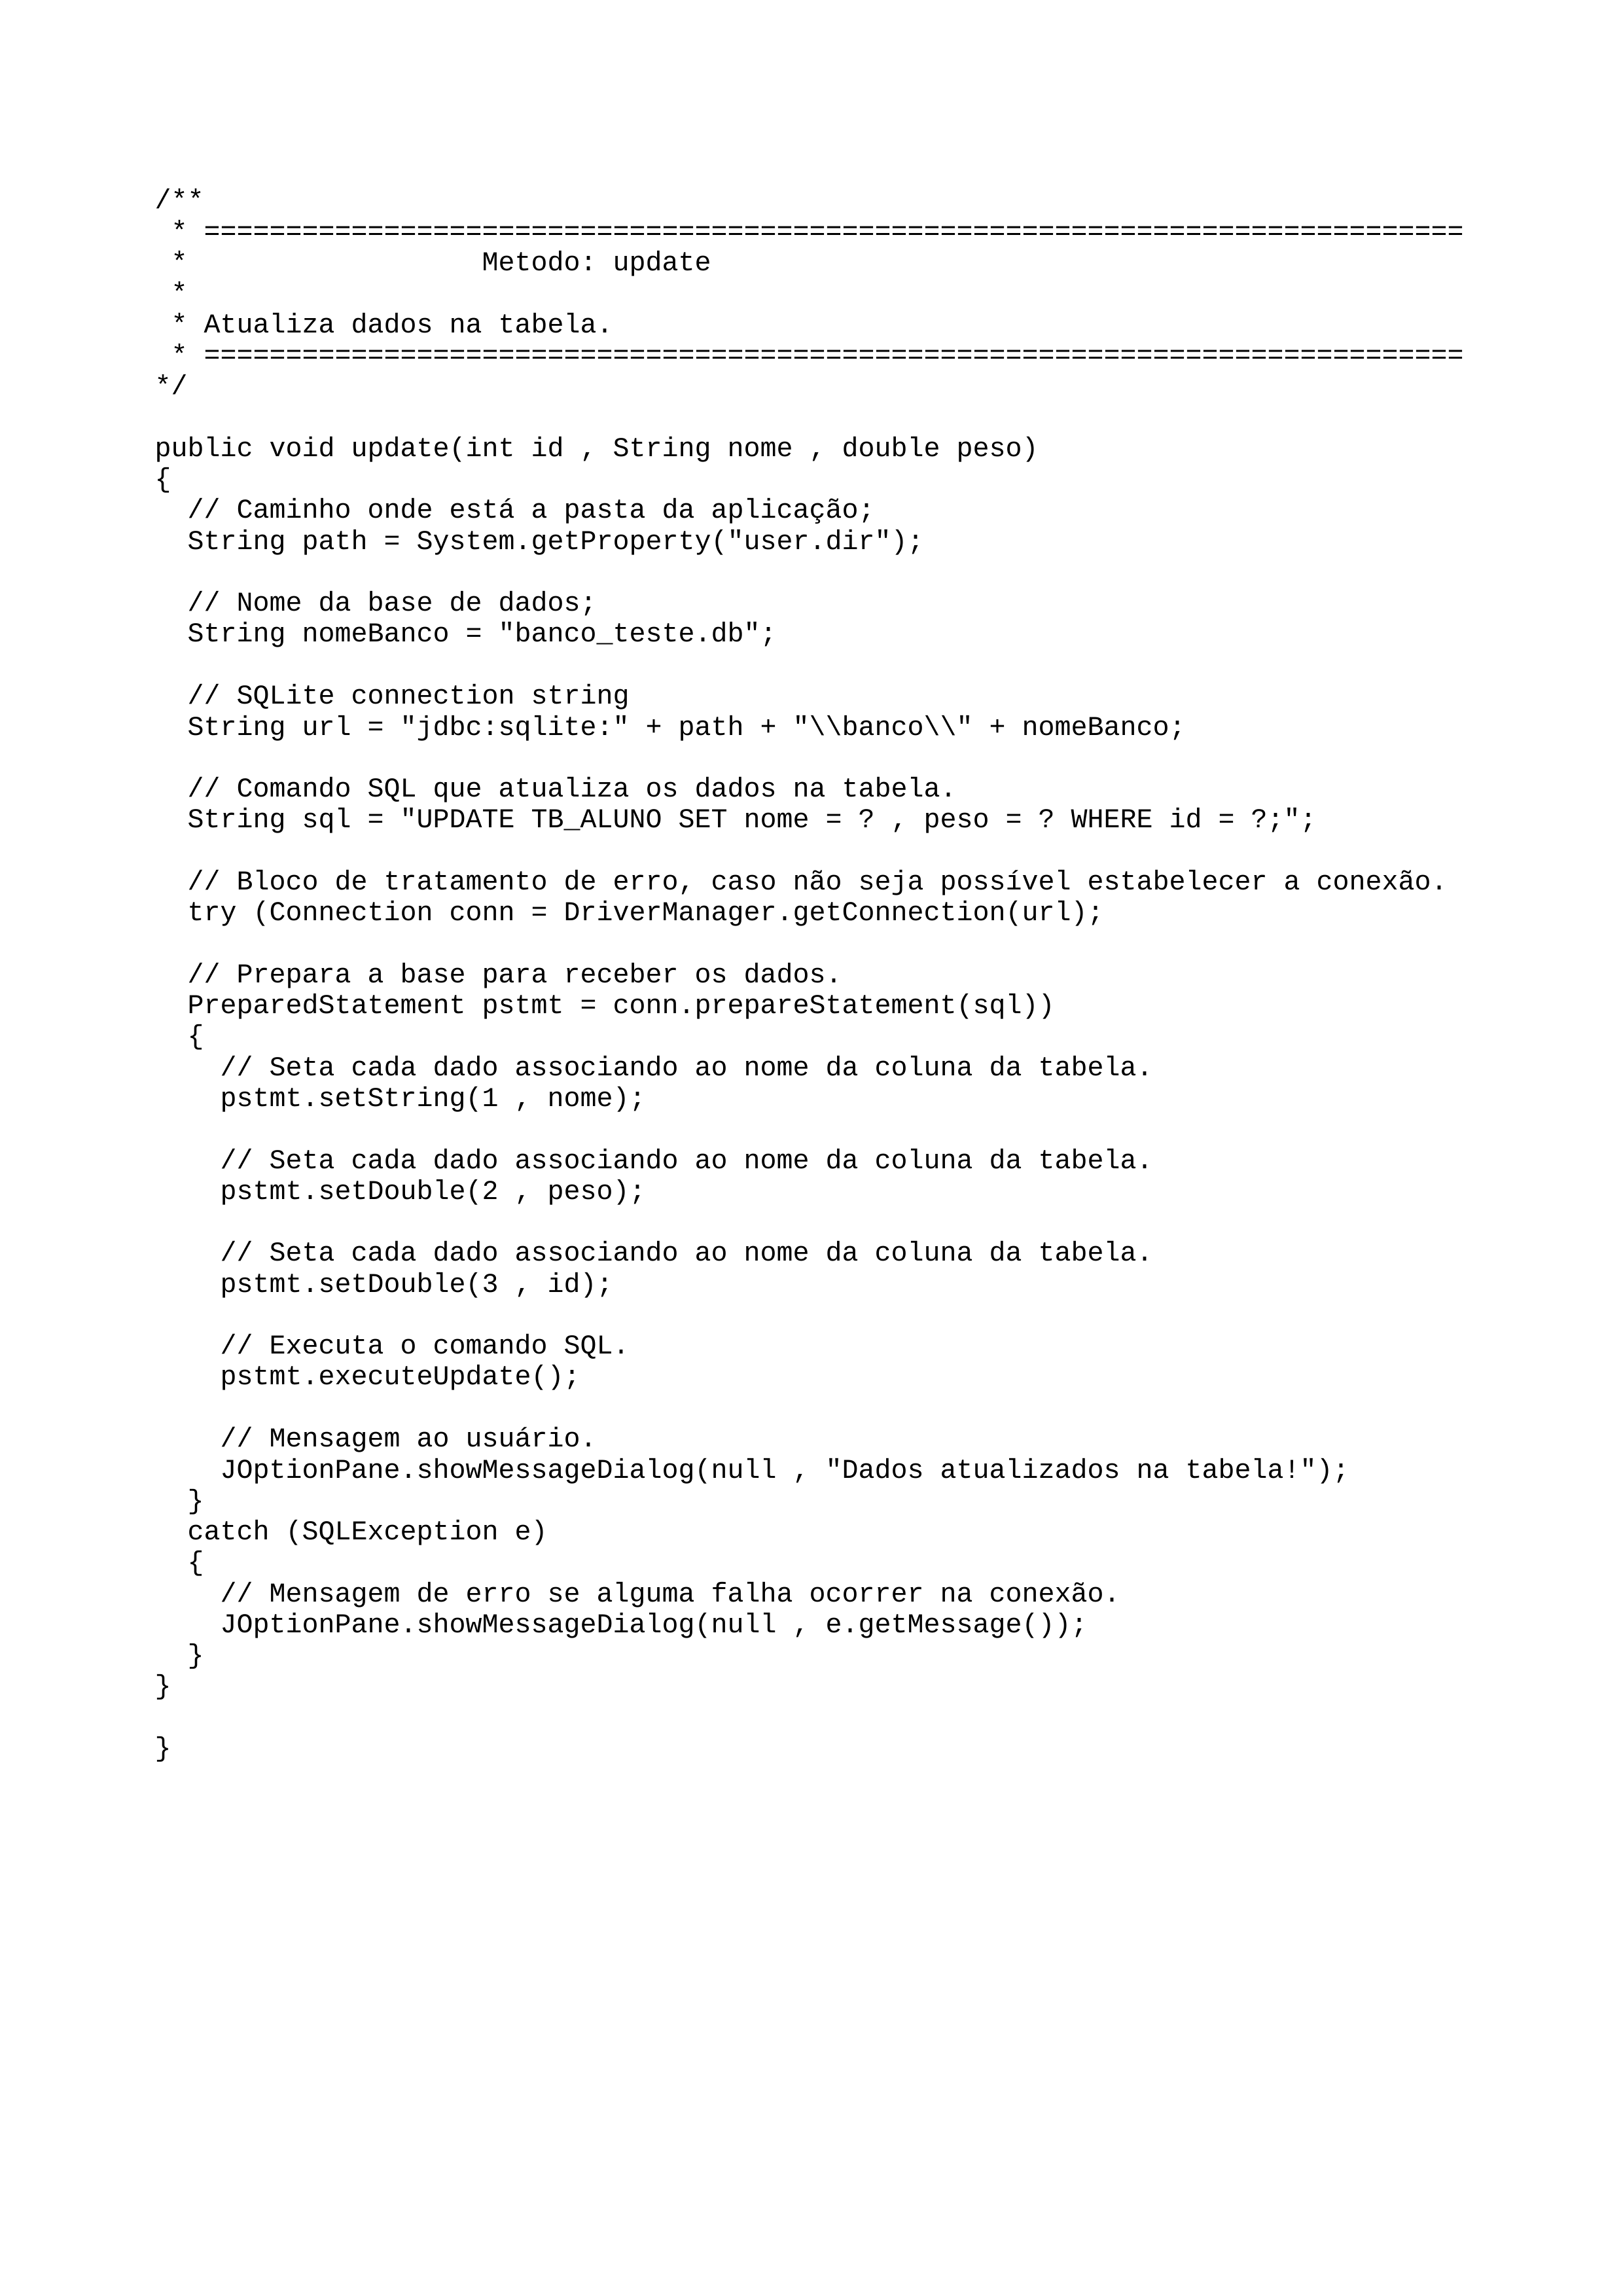 /**
 * =============================================================================
 *                  Metodo: update
 *
 * Atualiza dados na tabela.
 * =============================================================================
*/
public void update(int id , String nome , double peso)
{
  // Caminho onde está a pasta da aplicação;
  String path = System.getProperty("user.dir");
  // Nome da base de dados;
  String nomeBanco = "banco_teste.db";
  // SQLite connection string
  String url = "jdbc:sqlite:" + path + "\\banco\\" + nomeBanco;
  // Comando SQL que atualiza os dados na tabela.
  String sql = "UPDATE TB_ALUNO SET nome = ? , peso = ? WHERE id = ?;";
  // Bloco de tratamento de erro, caso não seja possível estabelecer a conexão.
  try (Connection conn = DriverManager.getConnection(url);
  // Prepara a base para receber os dados.
  PreparedStatement pstmt = conn.prepareStatement(sql))
  {
    // Seta cada dado associando ao nome da coluna da tabela.
    pstmt.setString(1 , nome);
    // Seta cada dado associando ao nome da coluna da tabela.
    pstmt.setDouble(2 , peso);
    // Seta cada dado associando ao nome da coluna da tabela.
    pstmt.setDouble(3 , id);
    // Executa o comando SQL.
    pstmt.executeUpdate();
    // Mensagem ao usuário.
    JOptionPane.showMessageDialog(null , "Dados atualizados na tabela!");
  }
  catch (SQLException e)
  {
    // Mensagem de erro se alguma falha ocorrer na conexão.
    JOptionPane.showMessageDialog(null , e.getMessage());
  }
}
}